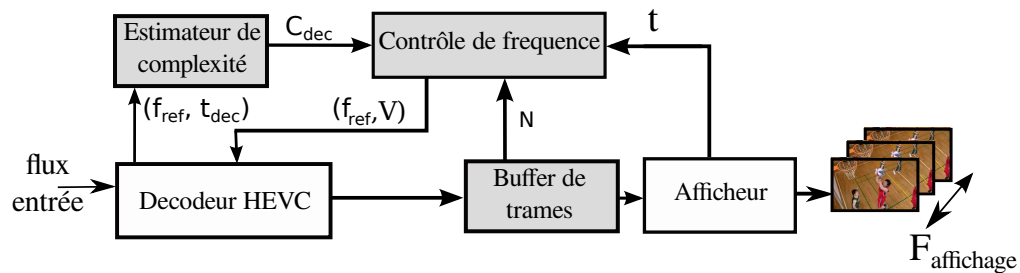 Estimateur de
complexité
C_dec
Contrôle de frequence
t
(f_ref, t_dec)
(f_ref,V)
N
flux
entrée
Decodeur HEVC
Buffer de
trames
Afficheur
F_affichage